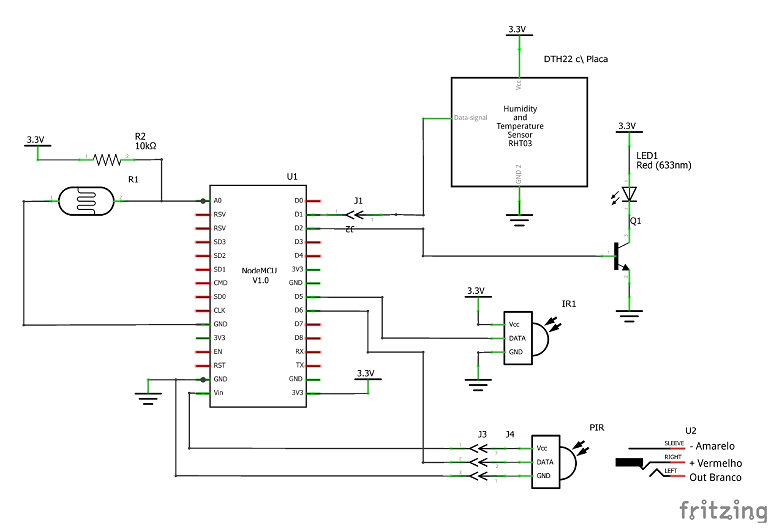 3.3V
DTH22 c\ Placa
Vcc
Data-signal
Humidity
and
Temperature
Sensor
RHT03
GND 2
3.3V
LED1
Red (633nm)
Q1
3.3V
R2
10kΩ
R1
U1
NodeMCU
V1.0
A0
RSV
RSV
SD3
SD2
SD1
CMD
SD0
CLK
GND
3V3
EN
RST
GND
Vin
D0
D1
D2
D3
D4
3V3
GND
D5
D6
D7
D8
RX
TX
GND
3V3
J1
J2
3.3V
IR1
Vcc
DATA
GND
3.3V
J3
J4
PIR
Vcc
DATA
GND
U2
SLEEVE - Amarelo
RIGHT + Vermelho
LEFT Out Branco
fritzing